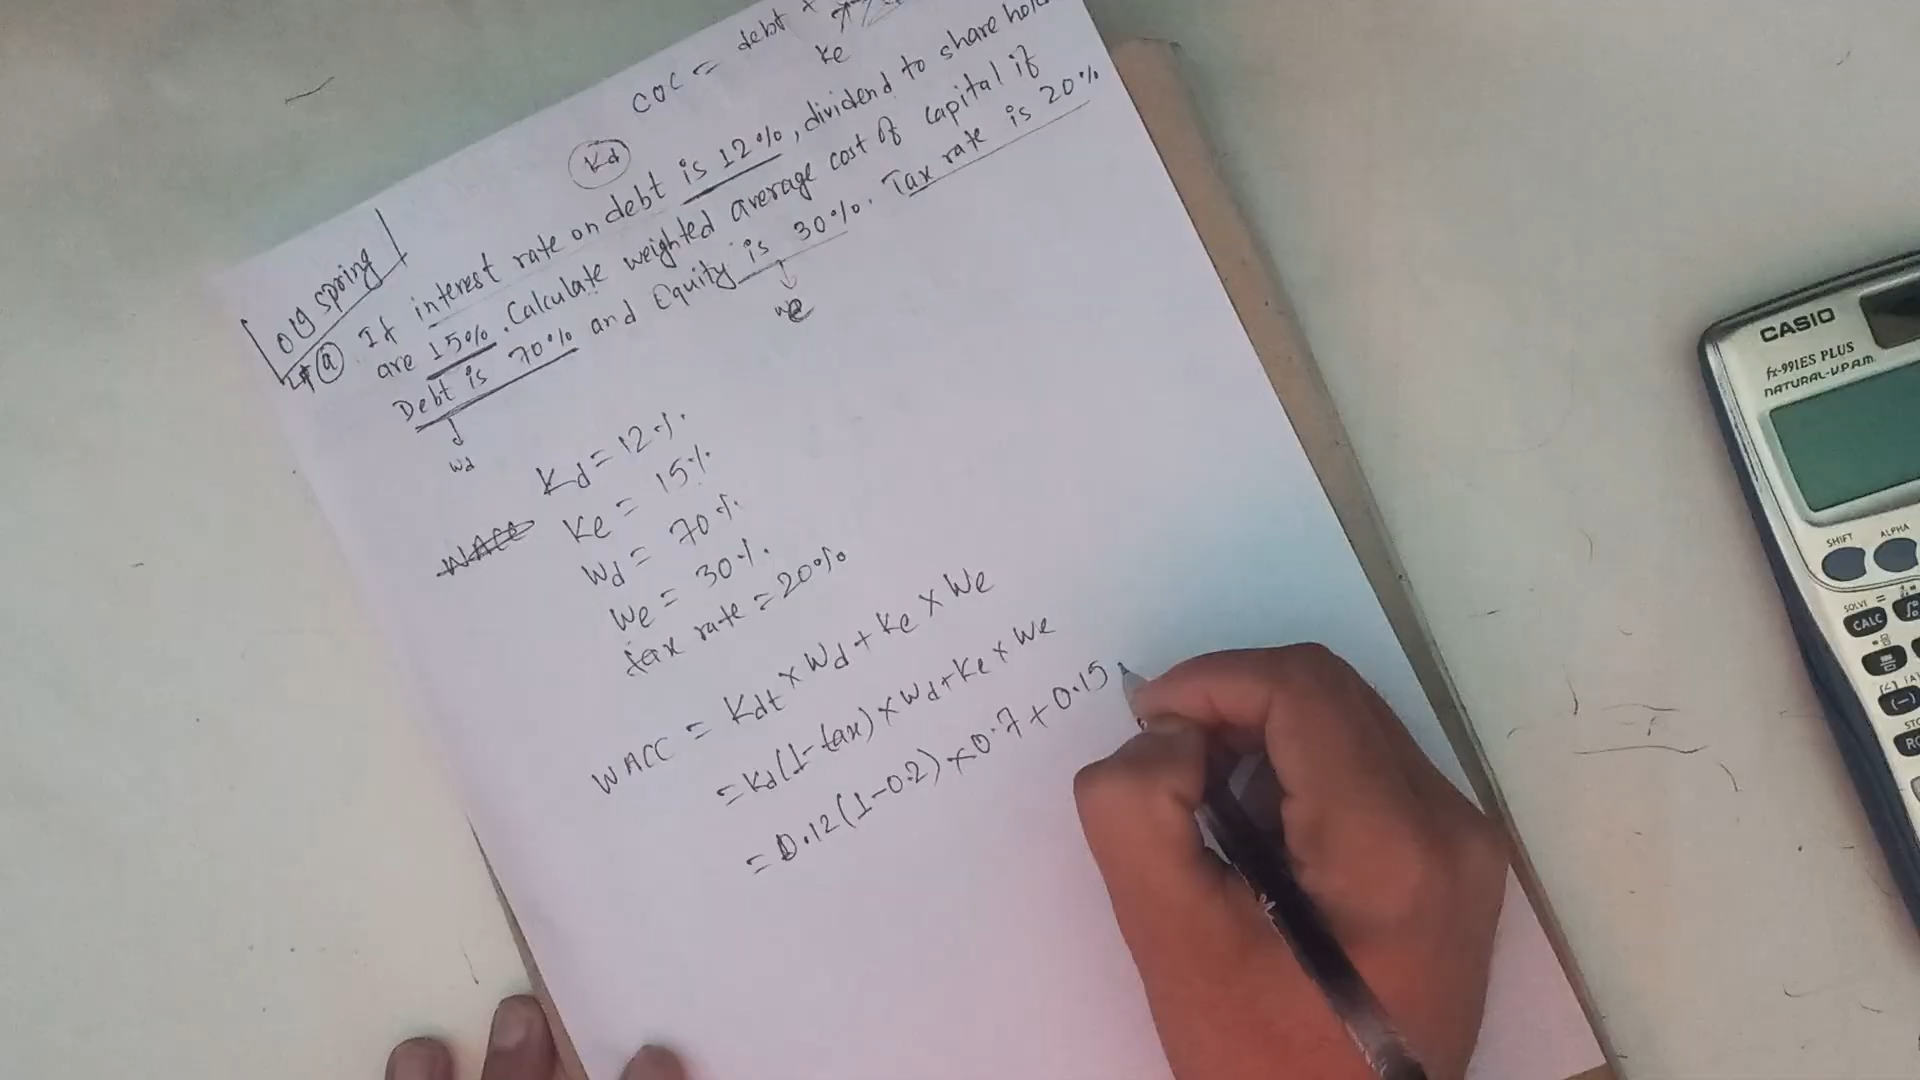 COC = debt +
Ke
Kd
019 spring
4 a If interest rate on debt is 12%, dividend to share hol
are 15%. Calculate weighted average cost of capital if
Debt is 70% and Equity is 30%. Tax rate is 20%
Wd
We
WACC
Kd = 12%.
Ke = 15%
Wd = 70%
We = 30%.
tax rate = 20%
WACC = Kdt × Wd + Ke × We
= Kd (1 - tax) × Wd + Ke × We
= 0.12 (1 - 0.2) × 0.7 + 0.15
CASIO
fx-991ES PLUS
NATURAL-V.P.A.M.
SHIFT ALPHA
SOLVE =
CALC
(-)